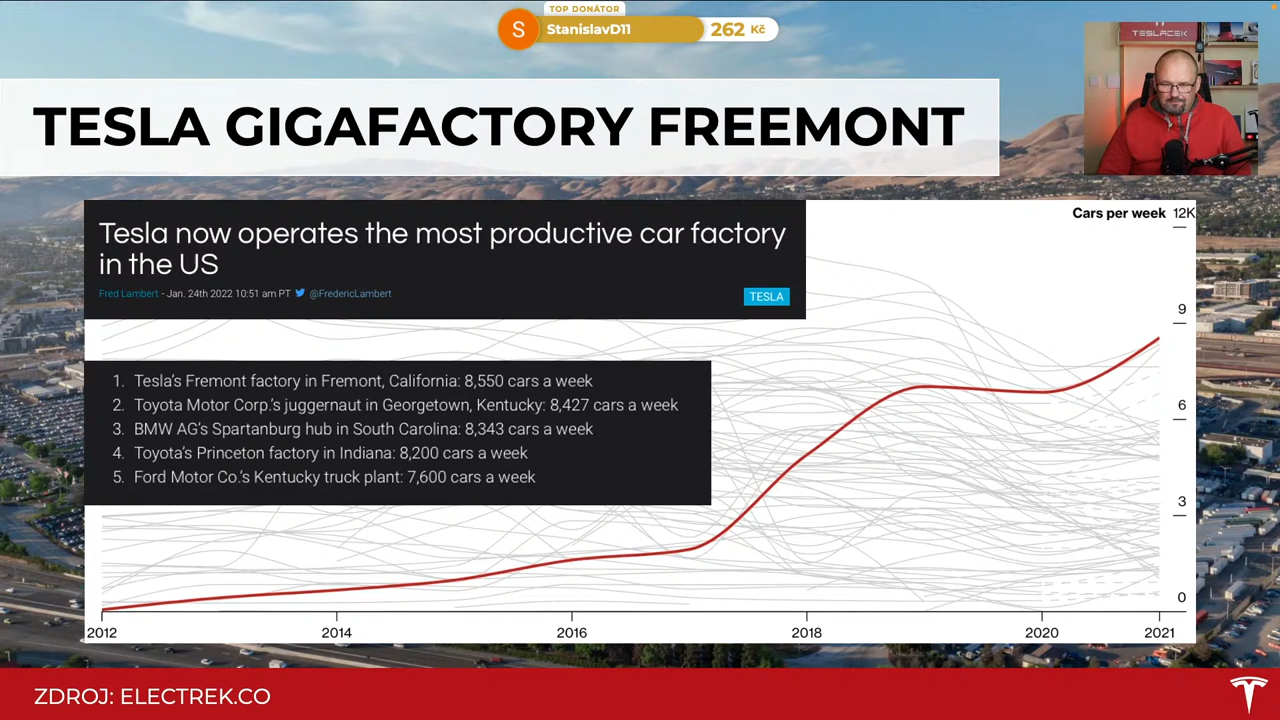 TOP DONÁTOR
S
StanislavD11
262 Kč
TESLACEK
TESLA GIGAFACTORY FREEMONT
Tesla now operates the most productive car factory
in the US
Fred Lambert - Jan. 24th 2022 10:51 am PT @FredericLambert
TESLA
Cars per week 12K
9
6
3
0
1. Tesla's Fremont factory in Fremont, California: 8,550 cars a week
2. Toyota Motor Corp.'s juggernaut in Georgetown, Kentucky: 8,427 cars a week
3. BMW AG's Spartanburg hub in South Carolina: 8,343 cars a week
4. Toyota's Princeton factory in Indiana: 8,200 cars a week
5. Ford Motor Co.'s Kentucky truck plant: 7,600 cars a week
2012 2014 2016 2018 2020 2021
ZDROJ: ELECTREK.CO